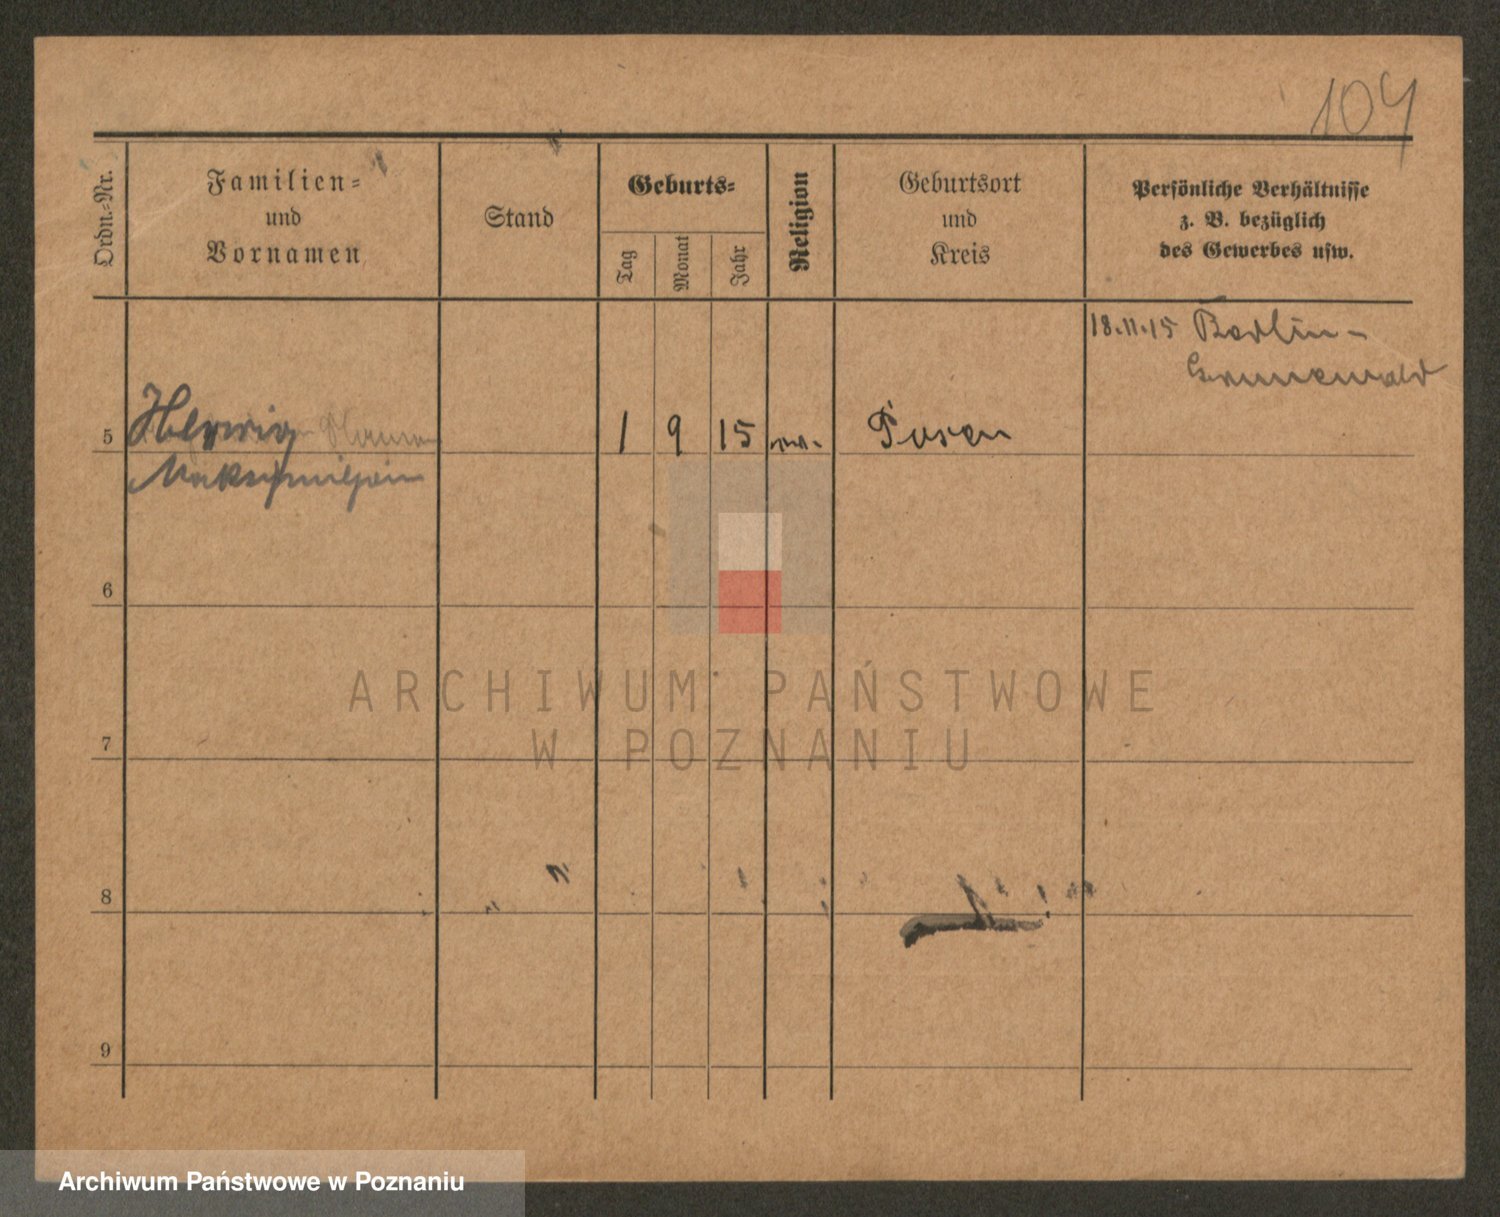 104
Ordn.-Nr.
Familien-
und
Vornamen
Stand
Geburts-
Tag
Monat
Jahr
Religion
Geburtsort
und
Kreis
Persönliche Verhältnisse
z. B. bezüglich
des Gewerbes usw.
18.11.15 Berlin-
Grunewald
5 1 9 15 Posen
6
7
8
9
ARCHIWUM PAŃSTWOWE
W POZNANIU
Archiwum Państwowe w Poznaniu